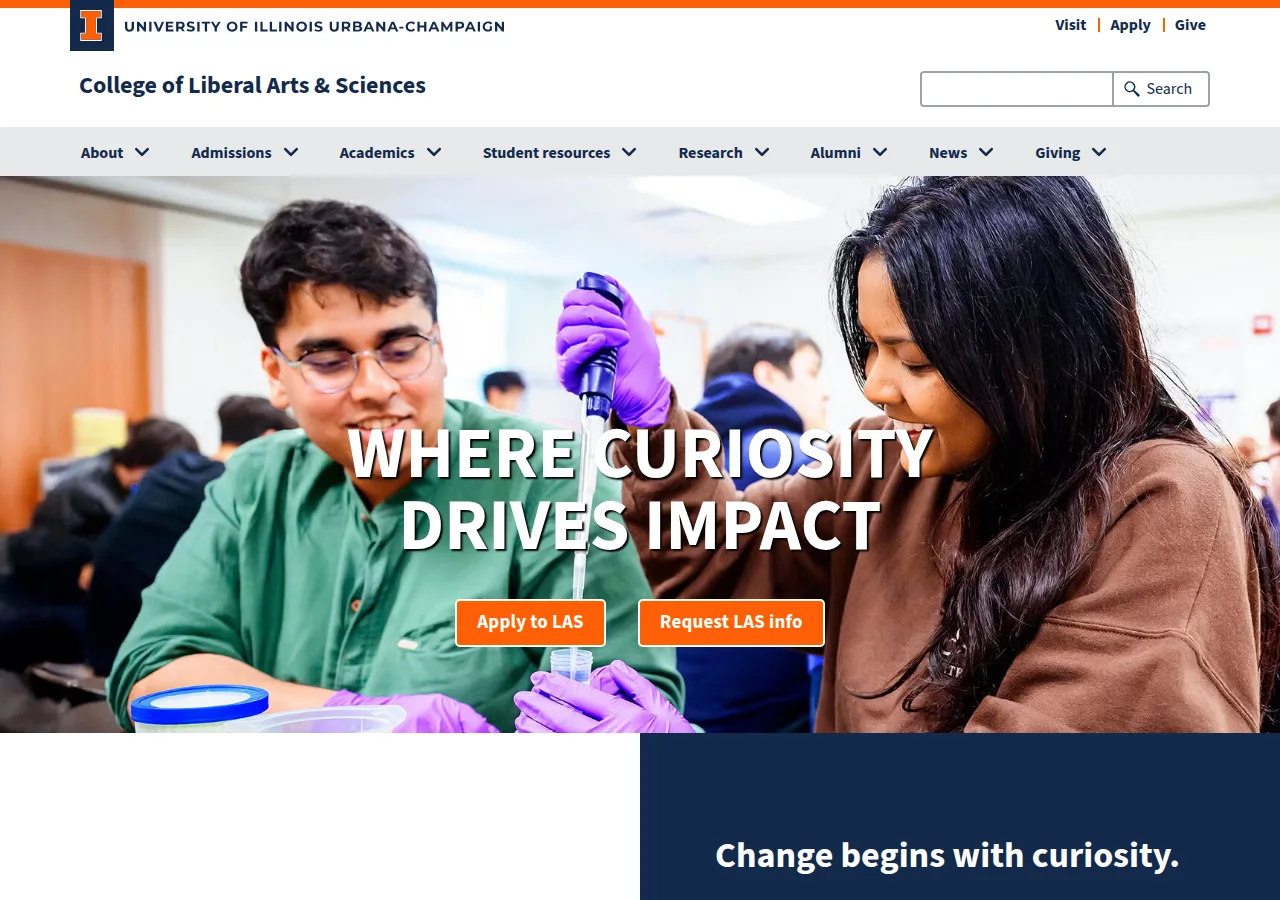 I
UNIVERSITY OF ILLINOIS URBANA-CHAMPAIGN
Visit
Apply
Give
College of Liberal Arts & Sciences
Search
About
Admissions
Academics
Student resources
Research
Alumni
News
Giving
WHERE CURIOSITY
DRIVES IMPACT
Apply to LAS
Request LAS info
Change begins with curiosity.